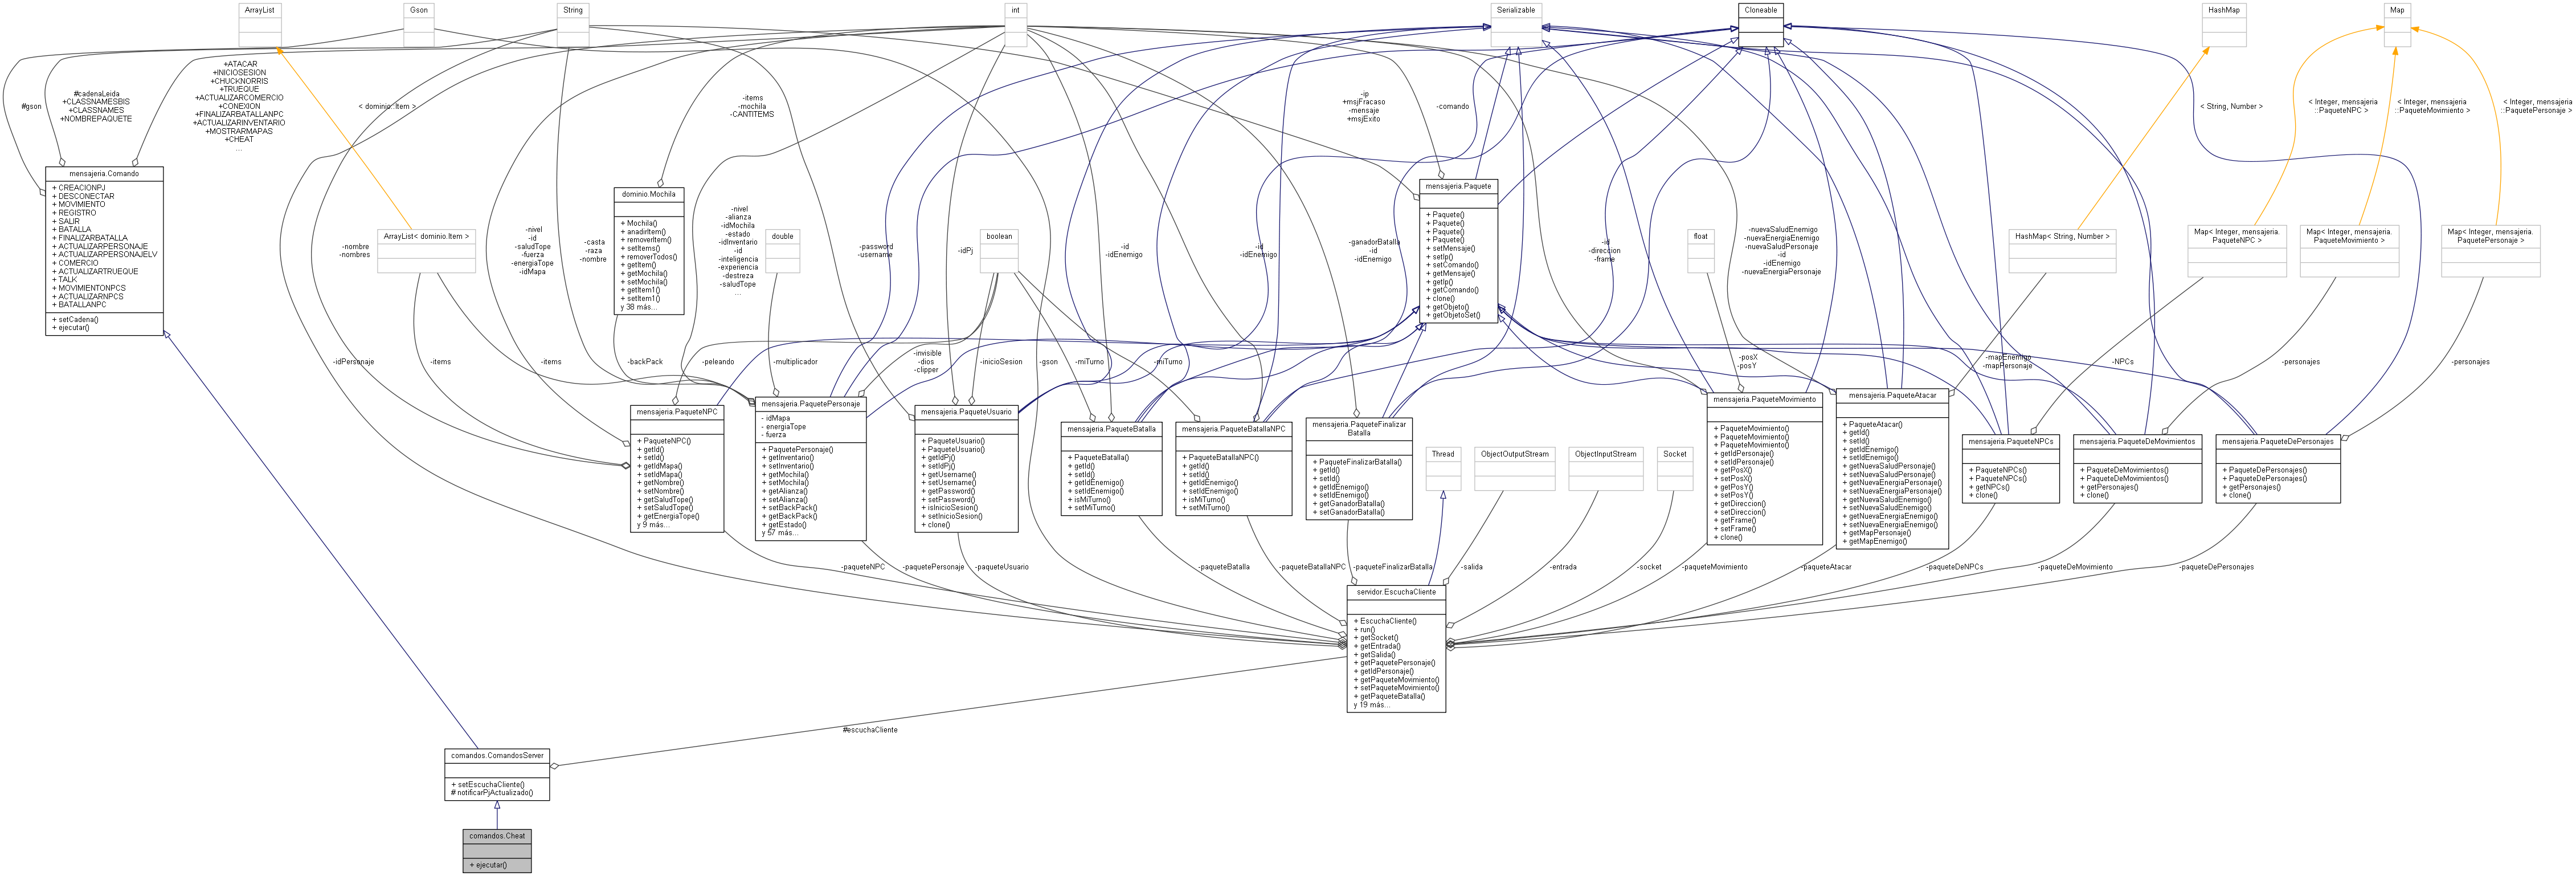 ArrayList
Gson
String
int
Serializable
Cloneable
HashMap
Map
#gson
#cadenaLeida
+CLASSNAMESBIS
+CLASSNAMES
+NOMBREPAQUETE
+ATACAR
+INICIOSESION
+CHUCKNORRIS
+TRUEQUE
+ACTUALIZARCOMERCIO
+CONEXION
+FINALIZARBATALLANPC
+ACTUALIZARINVENTARIO
+MOSTRARMAPAS
+CHEAT
...
< dominio.Item >
-items
-mochila
-CANTITEMS
-ip
+msjFracaso
-mensaje
+msjExito
-comando
< String, Number >
< Integer, mensajeria
::PaqueteNPC >
< Integer, mensajeria
::PaqueteMovimiento >
< Integer, mensajeria
::PaquetePersonaje >
mensajeria.Comando
+ CREACIONPJ
+ DESCONECTAR
+ MOVIMIENTO
+ REGISTRO
+ SALIR
+ BATALLA
+ FINALIZARBATALLA
+ ACTUALIZARPERSONAJE
+ ACTUALIZARPERSONAJELV
+ COMERCIO
+ ACTUALIZARTRUEQUE
+ TALK
+ MOVIMIENTONPCS
+ ACTUALIZARNPCS
+ BATALLANPC
+ setCadena()
+ ejecutar()
dominio.Mochila
+ Mochila()
+ anadirItem()
+ removerItem()
+ setItems()
+ removerTodos()
+ getItem()
+ getMochila()
+ setMochila()
+ getItem1()
+ setItem1()
y 38 más...
mensajeria.Paquete
+ Paquete()
+ Paquete()
+ Paquete()
+ Paquete()
+ setMensaje()
+ setIp()
+ setComando()
+ getMensaje()
+ getIp()
+ getComando()
+ clone()
+ getObjeto()
+ getObjetoSet()
-nombre
-nombres
ArrayList< dominio.Item >
-nivel
-id
-saludTope
-fuerza
-energiaTope
-idMapa
-casta
-raza
-nombre
-nivel
-alianza
-idMochila
-estado
-idInventario
-id
-inteligencia
-experiencia
-destreza
-saludTope
...
double
-password
-username
-idPj
boolean
-id
-idEnemigo
-id
-idEnemigo
-ganadorBatalla
-id
-idEnemigo
-id
-direccion
-frame
float
-nuevaSaludEnemigo
-nuevaEnergiaEnemigo
-nuevaSaludPersonaje
-id
-idEnemigo
-nuevaEnergiaPersonaje
HashMap< String, Number >
Map< Integer, mensajeria.
PaqueteNPC >
Map< Integer, mensajeria.
PaqueteMovimiento >
Map< Integer, mensajeria.
PaquetePersonaje >
-idPersonaje
-items
-items
-backPack
-peleando
-multiplicador
-invisible
-dios
-clipper
-inicioSesion
-gson
-miTurno
-miTurno
-posX
-posY
-mapEnemigo
-mapPersonaje
-NPCs
-personajes
-personajes
mensajeria.PaqueteNPC
+ PaqueteNPC()
+ getId()
+ setId()
+ getIdMapa()
+ setIdMapa()
+ getNombre()
+ setNombre()
+ getSaludTope()
+ setSaludTope()
+ getEnergiaTope()
y 9 más...
mensajeria.PaquetePersonaje
- idMapa
- energiaTope
- fuerza
+ PaquetePersonaje()
+ getInventario()
+ setInventario()
+ getMochila()
+ setMochila()
+ getAlianza()
+ setAlianza()
+ setBackPack()
+ getBackPack()
+ getEstado()
y 57 más...
mensajeria.PaqueteUsuario
+ PaqueteUsuario()
+ PaqueteUsuario()
+ getIdPj()
+ setIdPj()
+ getUsername()
+ setUsername()
+ getPassword()
+ setPassword()
+ isInicioSesion()
+ setInicioSesion()
+ clone()
mensajeria.PaqueteBatalla
+ PaqueteBatalla()
+ getId()
+ setId()
+ getIdEnemigo()
+ setIdEnemigo()
+ isMiTurno()
+ setMiTurno()
mensajeria.PaqueteBatallaNPC
+ PaqueteBatallaNPC()
+ getId()
+ setId()
+ getIdEnemigo()
+ setIdEnemigo()
+ isMiTurno()
+ setMiTurno()
mensajeria.PaqueteFinalizar
Batalla
+ PaqueteFinalizarBatalla()
+ getId()
+ setId()
+ getIdEnemigo()
+ setIdEnemigo()
+ getGanadorBatalla()
+ setGanadorBatalla()
Thread
ObjectOutputStream
ObjectInputStream
Socket
mensajeria.PaqueteMovimiento
+ PaqueteMovimiento()
+ PaqueteMovimiento()
+ PaqueteMovimiento()
+ getIdPersonaje()
+ setIdPersonaje()
+ getPosX()
+ setPosX()
+ getPosY()
+ setPosY()
+ getDireccion()
+ setDireccion()
+ getFrame()
+ setFrame()
+ clone()
mensajeria.PaqueteAtacar
+ PaqueteAtacar()
+ getId()
+ setId()
+ getIdEnemigo()
+ setIdEnemigo()
+ getNuevaSaludPersonaje()
+ setNuevaSaludPersonaje()
+ getNuevaEnergiaPersonaje()
+ setNuevaEnergiaPersonaje()
+ getNuevaSaludEnemigo()
+ setNuevaSaludEnemigo()
+ getNuevaEnergiaEnemigo()
+ setNuevaEnergiaEnemigo()
+ getMapPersonaje()
+ getMapEnemigo()
mensajeria.PaqueteNPCs
+ PaqueteNPCs()
+ PaqueteNPCs()
+ getNPCs()
+ clone()
mensajeria.PaqueteDeMovimientos
+ PaqueteDeMovimientos()
+ PaqueteDeMovimientos()
+ getPersonajes()
+ clone()
mensajeria.PaqueteDePersonajes
+ PaqueteDePersonajes()
+ PaqueteDePersonajes()
+ getPersonajes()
+ clone()
-paqueteNPC
-paquetePersonaje
-paqueteUsuario
-paqueteBatalla
-paqueteBatallaNPC
-paqueteFinalizarBatalla
-salida
-entrada
-socket
-paqueteMovimiento
-paqueteAtacar
-paqueteDeNPCs
-paqueteDeMovimiento
-paqueteDePersonajes
servidor.EscuchaCliente
+ EscuchaCliente()
+ run()
+ getSocket()
+ getEntrada()
+ getSalida()
+ getPaquetePersonaje()
+ getIdPersonaje()
+ getPaqueteMovimiento()
+ setPaqueteMovimiento()
+ getPaqueteBatalla()
y 19 más...
#escuchaCliente
comandos.ComandosServer
+ setEscuchaCliente()
# notificarPjActualizado()
comandos.Cheat
+ ejecutar()